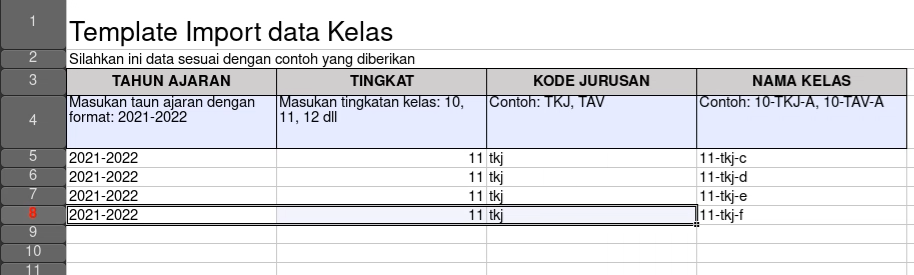 1 Template Import data Kelas
2 Silahkan ini data sesuai dengan contoh yang diberikan
3 TAHUN AJARAN TINGKAT KODE JURUSAN NAMA KELAS
4 Masukan taun ajaran dengan format: 2021-2022 Masukan tingkatan kelas: 10, 11, 12 dll Contoh: TKJ, TAV Contoh: 10-TKJ-A, 10-TAV-A
5 2021-2022 11 tkj 11-tkj-c
6 2021-2022 11 tkj 11-tkj-d
7 2021-2022 11 tkj 11-tkj-e
8 2021-2022 11 tkj 11-tkj-f
9
10
11